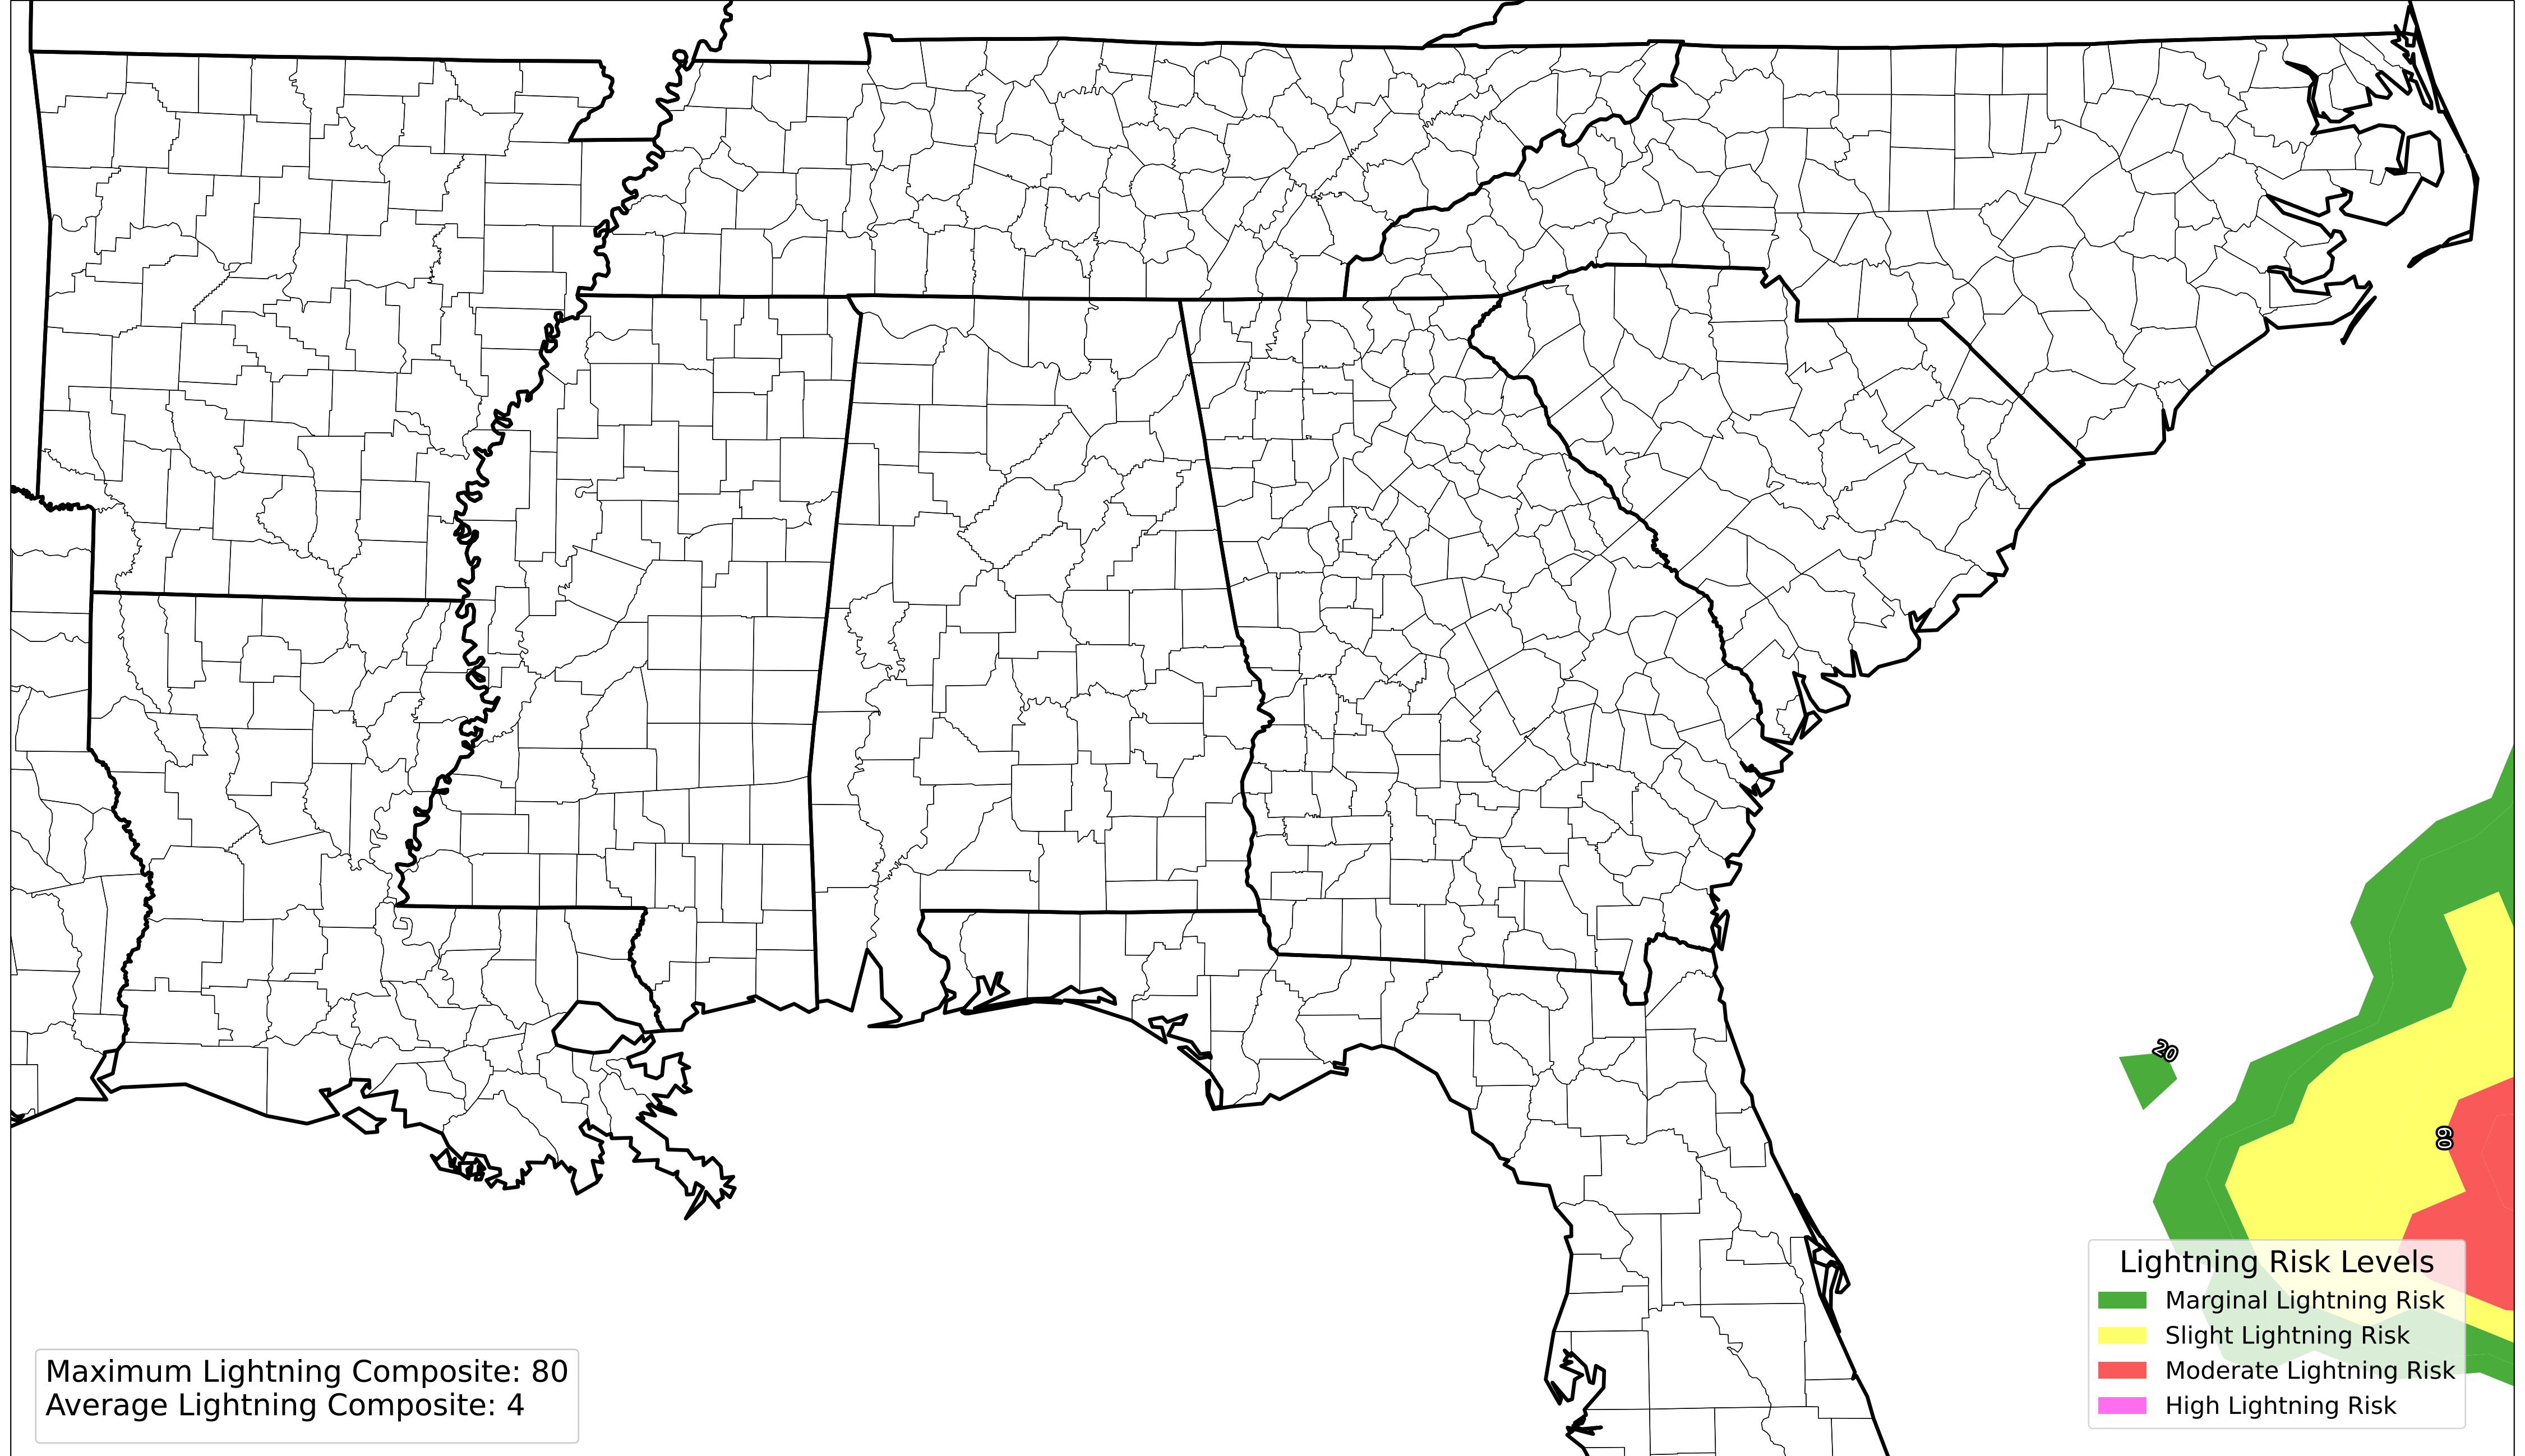 20
60
Lightning Risk Levels
Marginal Lightning Risk
Slight Lightning Risk
Moderate Lightning Risk
High Lightning Risk
Maximum Lightning Composite: 80
Average Lightning Composite: 4